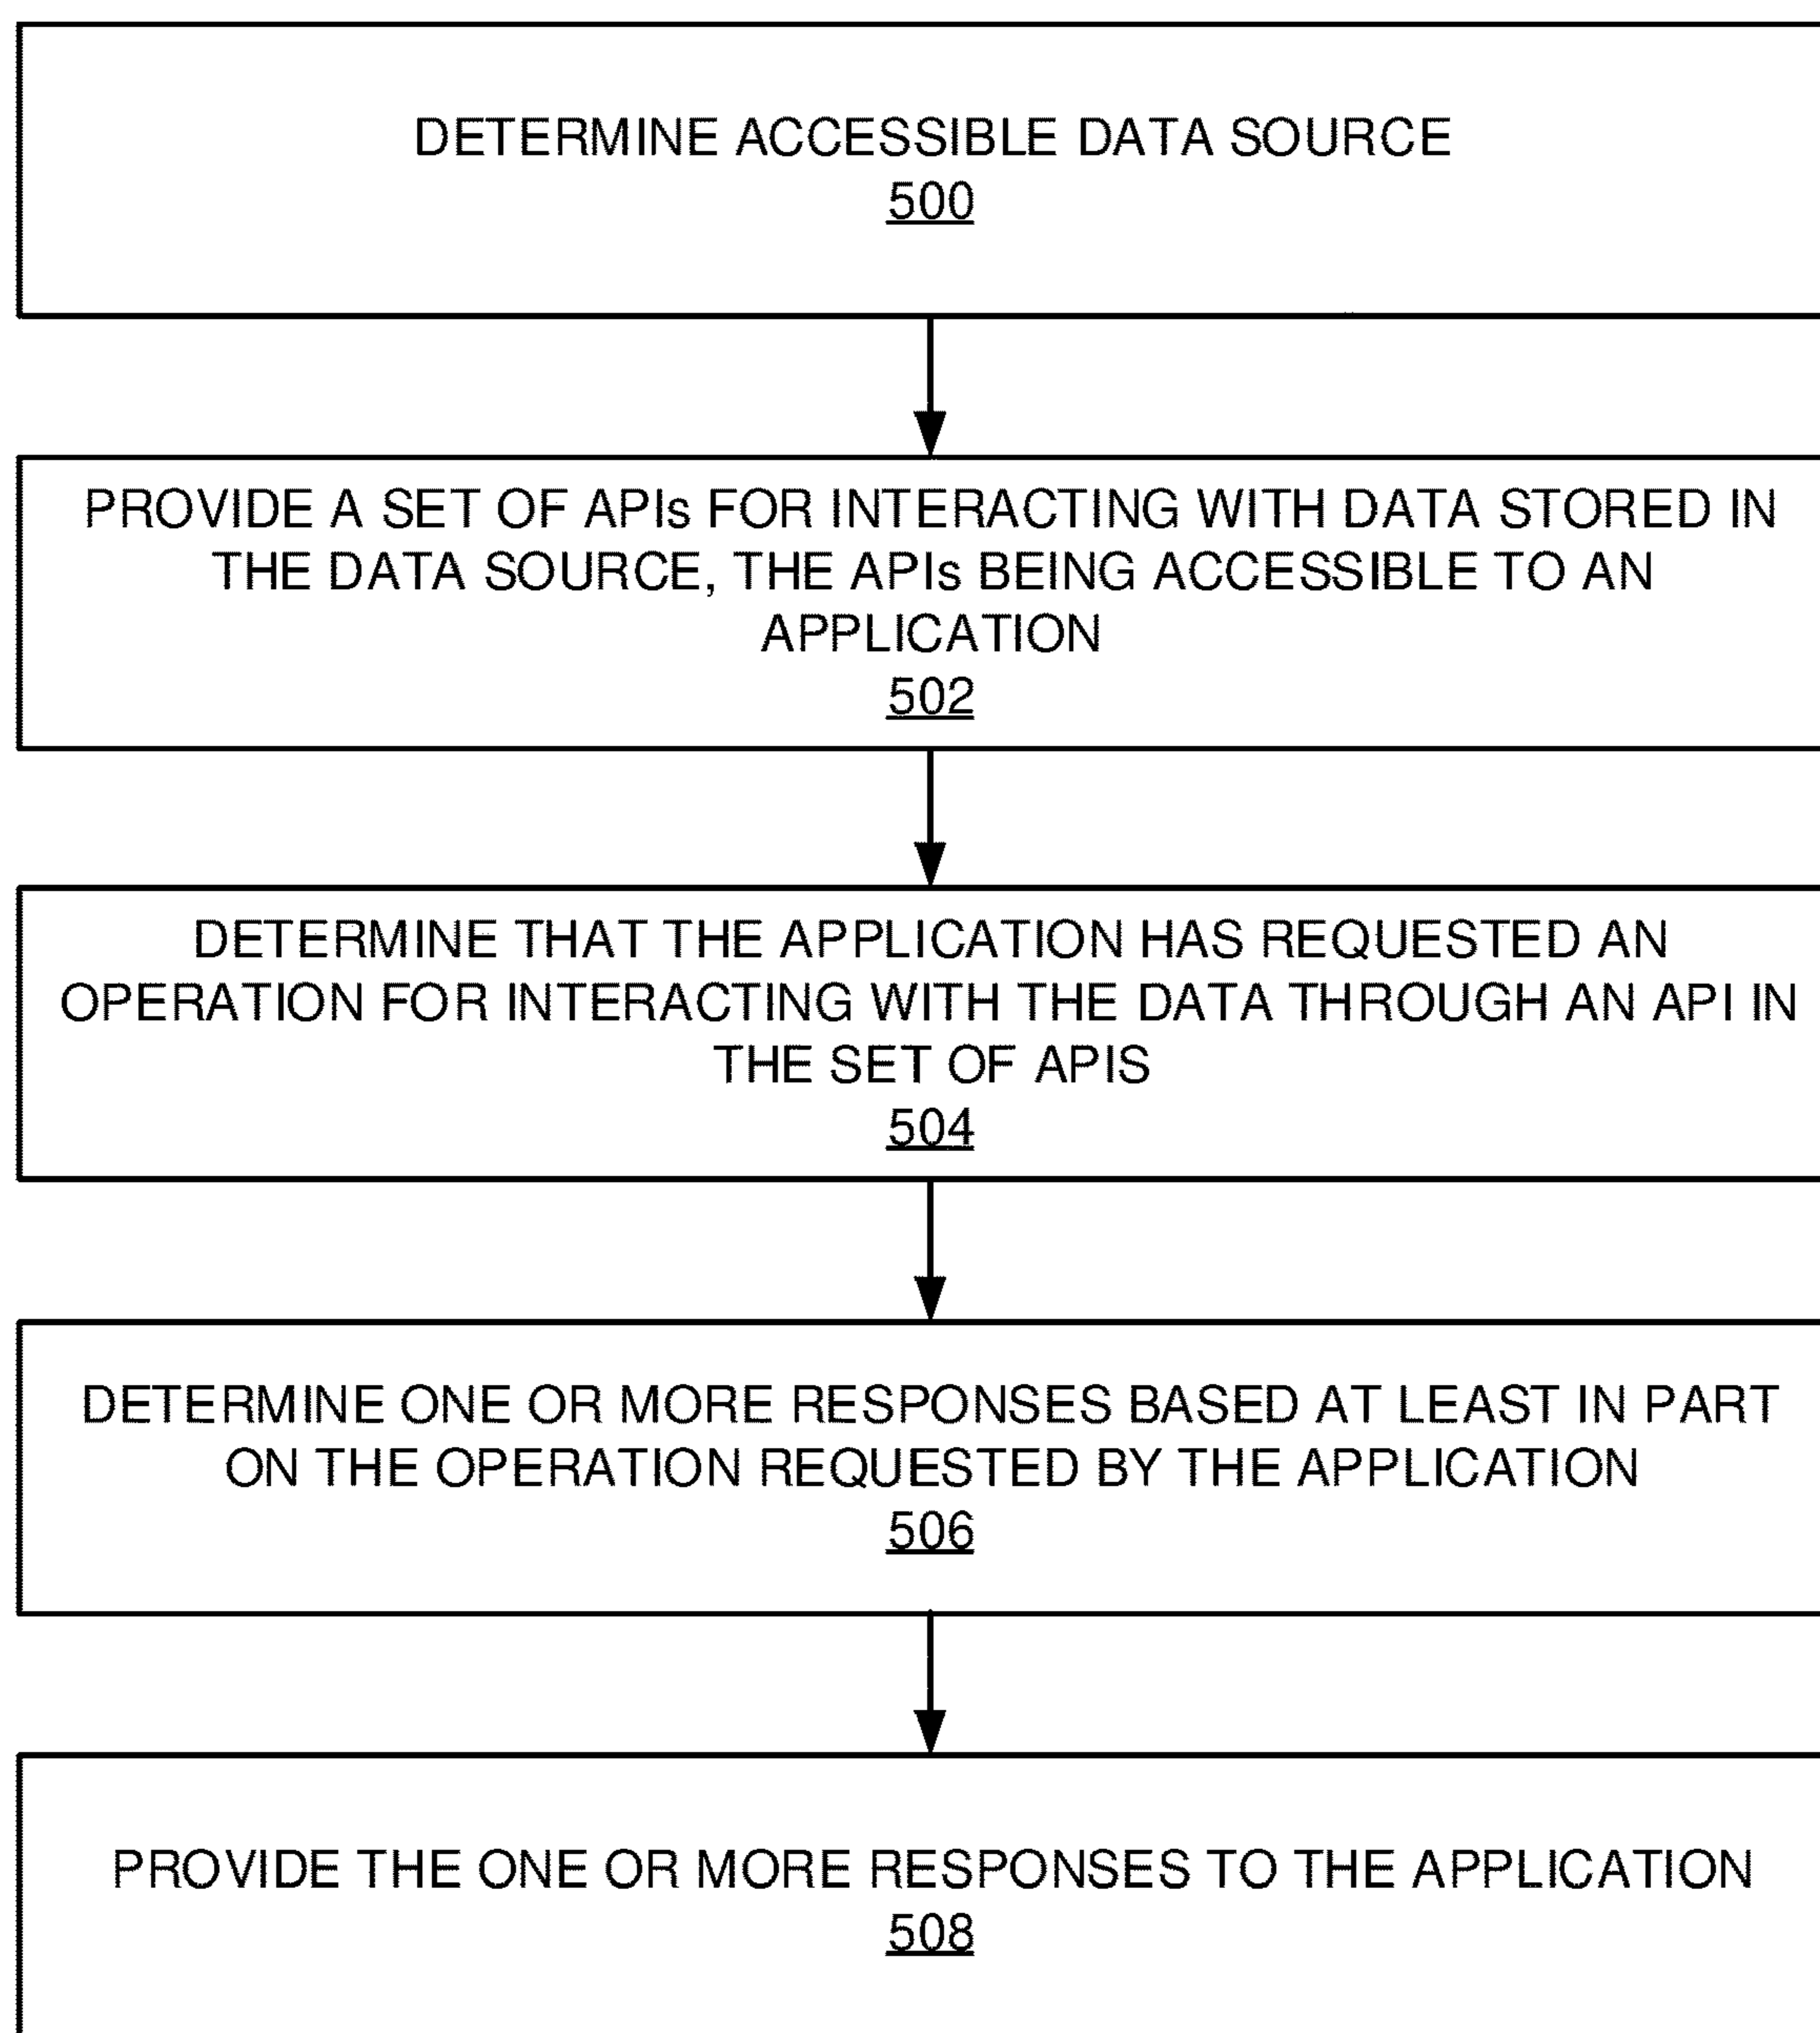 DETERMINE ACCESSIBLE DATA SOURCE
500
PROVIDE A SET OF APIs FOR INTERACTING WITH DATA STORED IN
THE DATA SOURCE, THE APIs BEING ACCESSIBLE TO AN
APPLICATION
502
DETERMINE THAT THE APPLICATION HAS REQUESTED AN
OPERATION FOR INTERACTING WITH THE DATA THROUGH AN API IN
THE SET OF APIS
504
DETERMINE ONE OR MORE RESPONSES BASED AT LEAST IN PART
ON THE OPERATION REQUESTED BY THE APPLICATION
506
PROVIDE THE ONE OR MORE RESPONSES TO THE APPLICATION
508